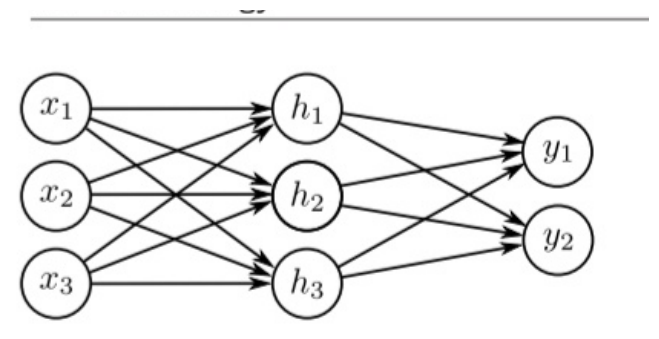 x₁
h₁
y₁
x₂
h₂
y₂
x₃
h₃